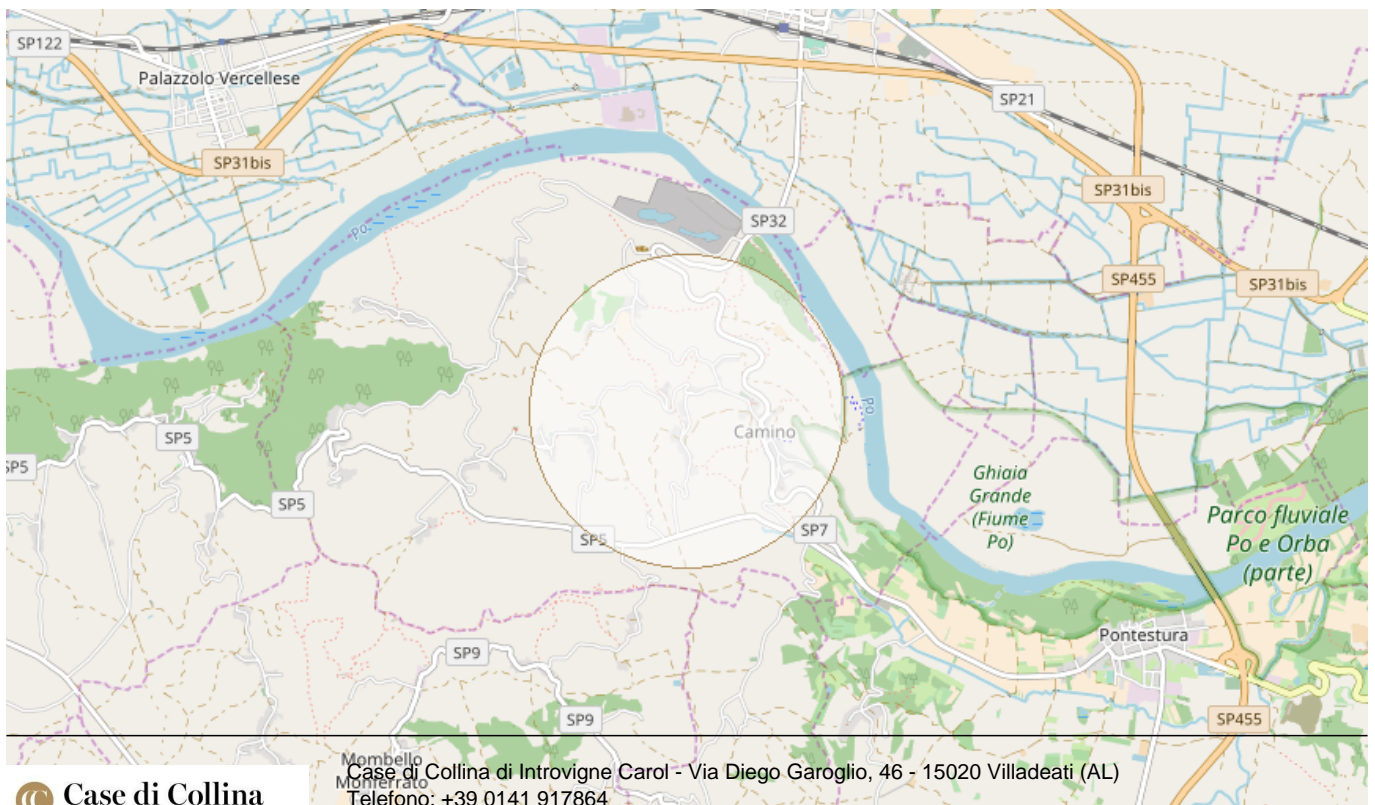 SP122
Palazzolo Vercellese
SP21
SP31bis
SP31bis
SP32
Po
SP455
SP31bis
SP5
Po
Camino
SP5
SP5
Ghiaia
Grande
(Fiume
Po)
Parco fluviale
Po e Orba
(parte)
SP5
SP7
Pontestura
SP9
SP9
SP455
Mombello
Monferrato
Case di Collina
Case di Collina di Introvigne Carol - Via Diego Garoglio, 46 - 15020 Villadeati (AL)
Telefono: +39 0141 917864